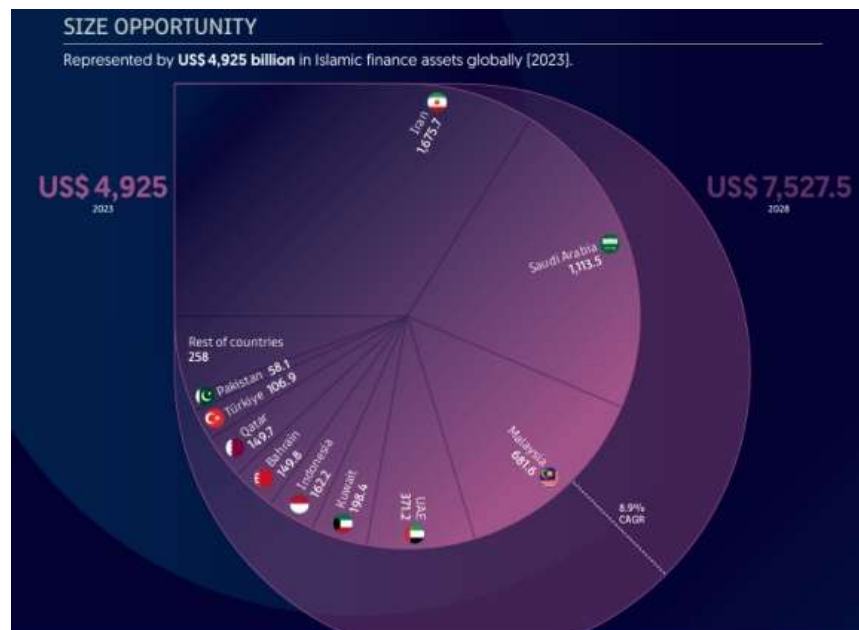 SIZE OPPORTUNITY
Represented by US$ 4,925 billion in Islamic finance assets globally [2023].
US$ 4,925
2023
US$ 7,527.5
2028
Iran
1,675.7
Saudi Arabia
1,113.5
Malaysia
681.6
UAE
371.2
Kuwait
198.4
Indonesia
162.2
Bahrain
149.8
Qatar
149.7
Türkiye 106.9
Pakistan 58.1
Rest of countries
258
8.9%
CAGR